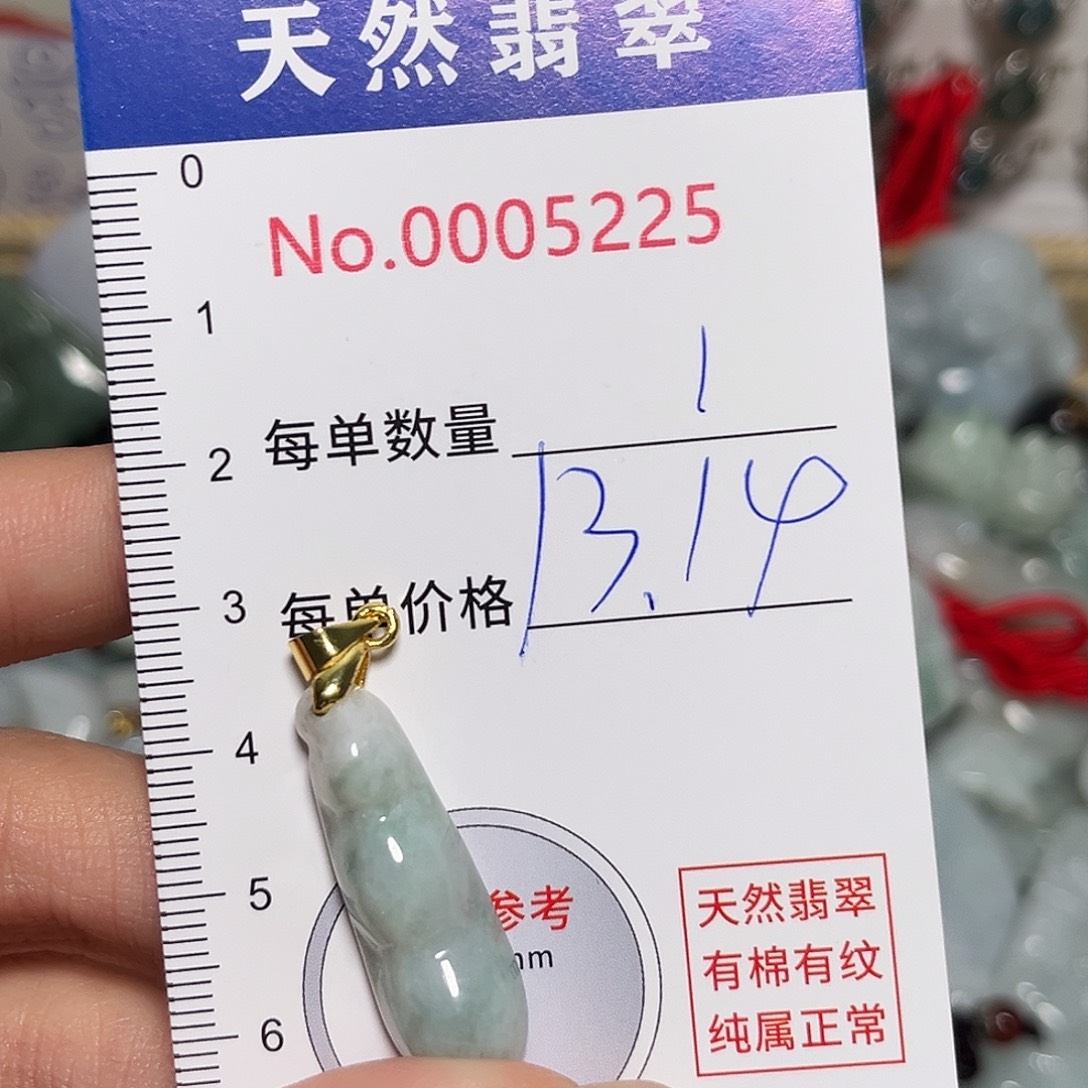 天然翡翠
0
No.0005225
1
每单数量 1
2
每单价格 13.14
3
4
5
参考
mm
6
天然翡翠
有棉有纹
纯属正常